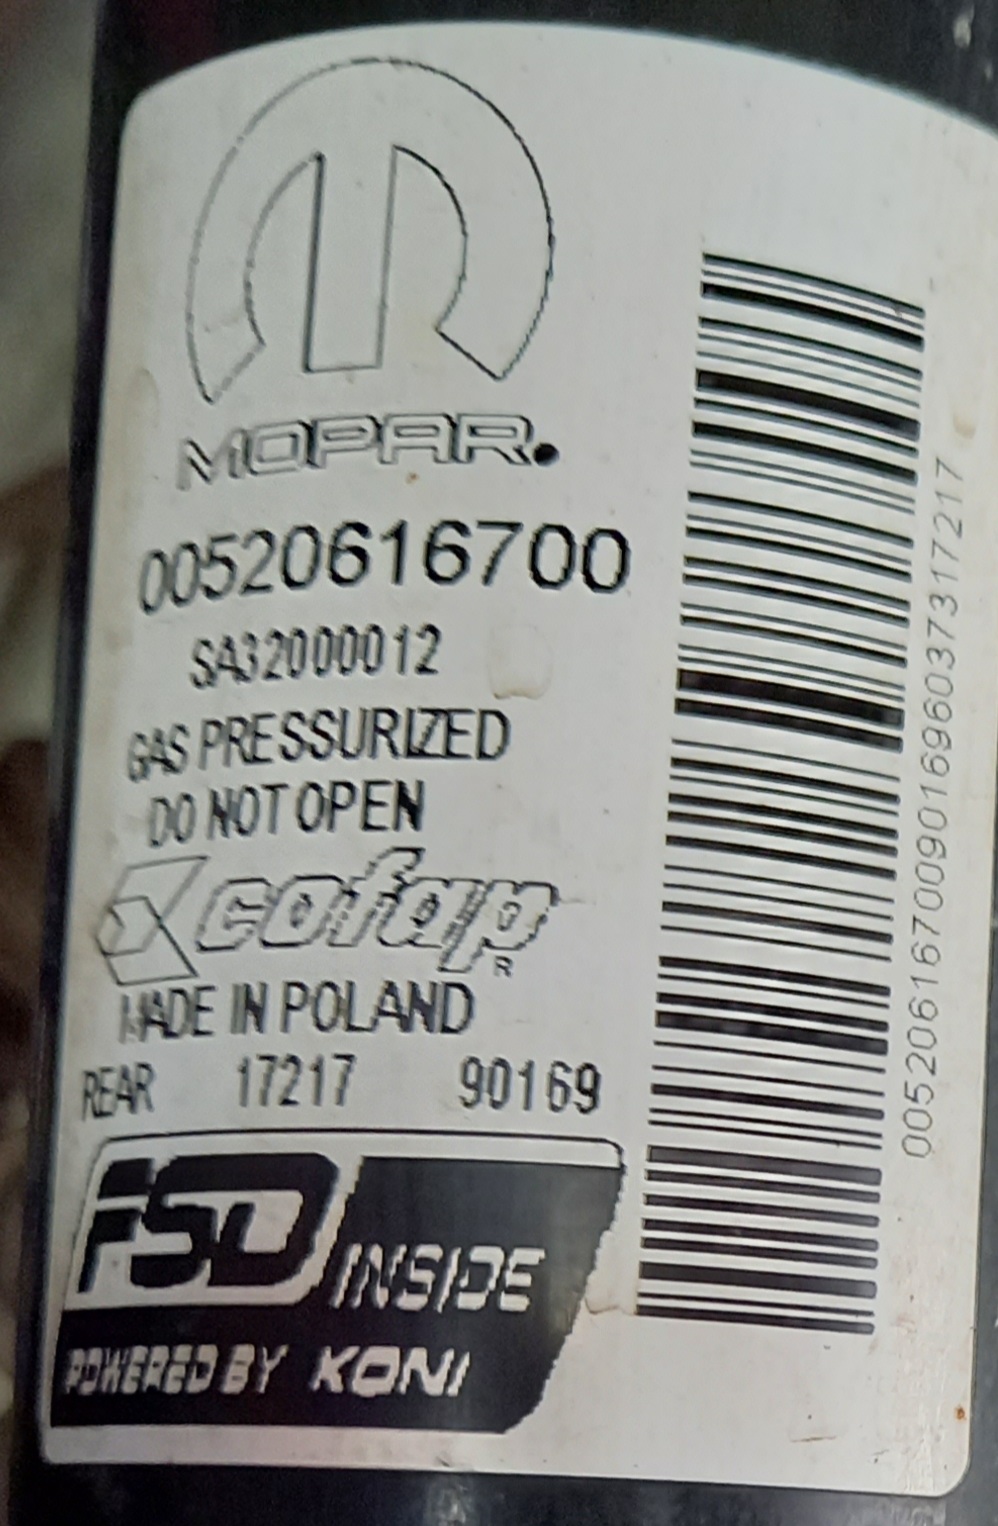 MOPAR.
00520616700
SA32000012
GAS PRESSURIZED
DO NOT OPEN
cofap R
MADE IN POLAND
REAR 17217 90169
FSD INSIDE
POWERED BY KONI
00520616700901696037317217